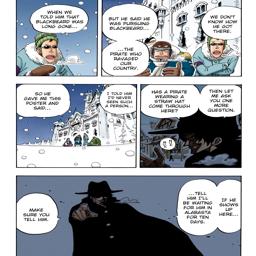 WHEN WE
TOLD HIM THAT
BLACKBEARD WAS
LONG GONE...
BUT HE SAID HE
WAS PURSUING
BLACKBEARD...
...THE
PIRATE WHO
RAVAGED OUR
COUNTRY.
WE DON'T
KNOW HOW
HE GOT
THERE.
SO HE
GAVE ME THIS
POSTER AND
SAID...
I TOLD HIM
I'D NEVER
SEEN SUCH
A PERSON...
HAS A PIRATE
WEARING A
STRAW HAT
COME THROUGH
HERE?
THEN LET
ME ASK
YOU ONE
MORE
QUESTION.
MAKE
SURE YOU
TELL HIM.
...TELL
HIM I'LL
BE WAITING
FOR HIM IN
ALABASTA
FOR TEN
DAYS.
IF HE
SHOWS
UP
HERE...